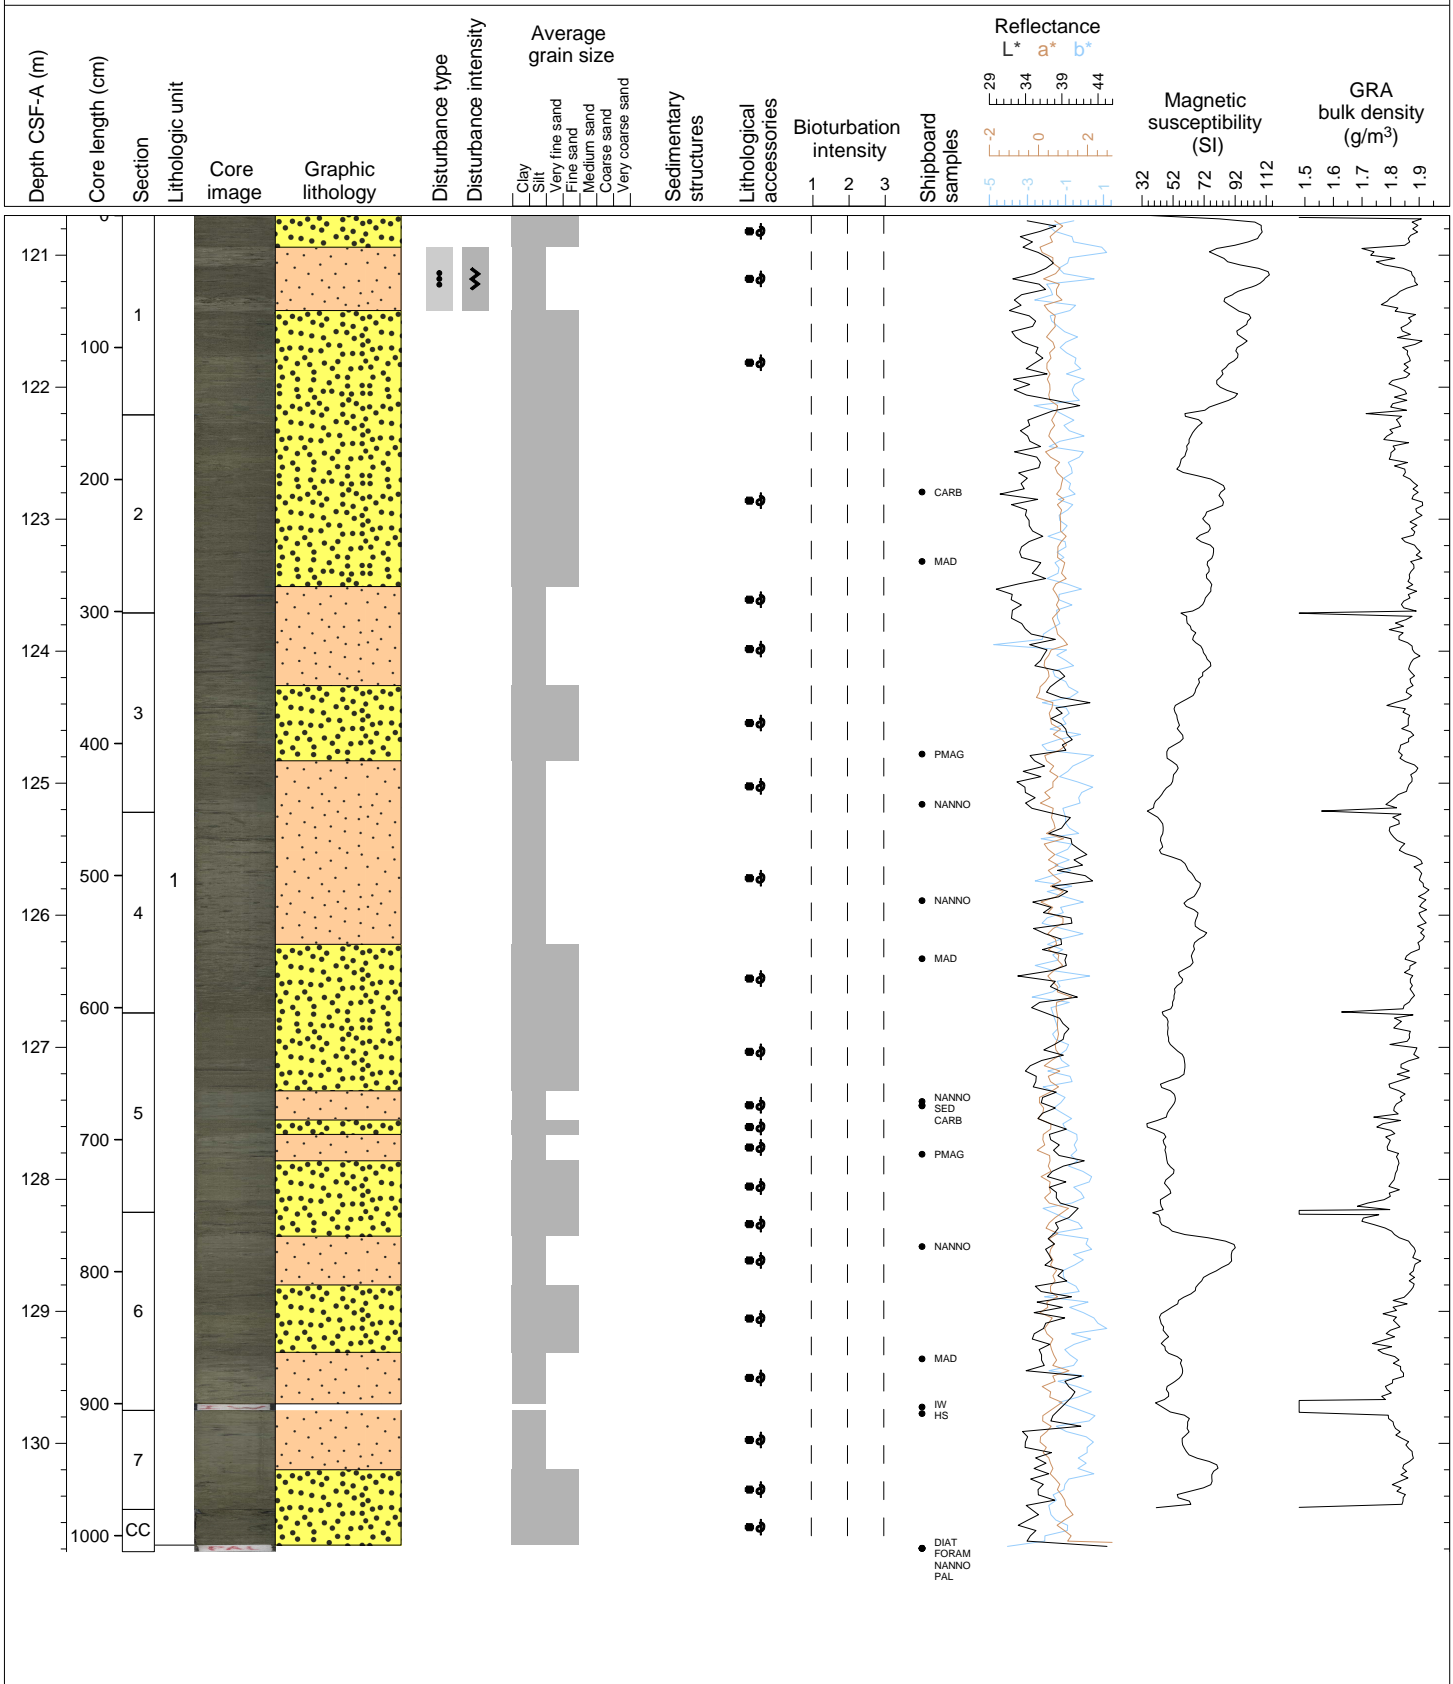 Depth CSF-A (m)
Core length (cm)
Section
Lithologic unit
Core
image
Graphic
lithology
Disturbance type
Disturbance intensity
Average
grain size
Clay
Silt
Very fine sand
Fine sand
Medium sand
Coarse sand
Very coarse sand
Sedimentary
structures
Lithological
accessories
Bioturbation
intensity
1 2 3
Shipboard
samples
Reflectance
L* a* b*
29 34 39 44
-2 0 2
-5 -3 -1 1
Magnetic
susceptibility
(SI)
32 52 72 92 112
GRA
bulk density
(g/m³)
1.5 1.6 1.7 1.8 1.9
0
121
1
100
122
200
CARB
2
123
MAD
300
124
3
400
PMAG
125
NANNO
1
500
NANNO
4
126
MAD
600
127
NANNO
SED
CARB
5
700
PMAG
128
NANNO
800
6
129
MAD
900
IW
IW
HS
130
7
CC
1000
PAL
DIAT
FORAM
NANNO
PAL